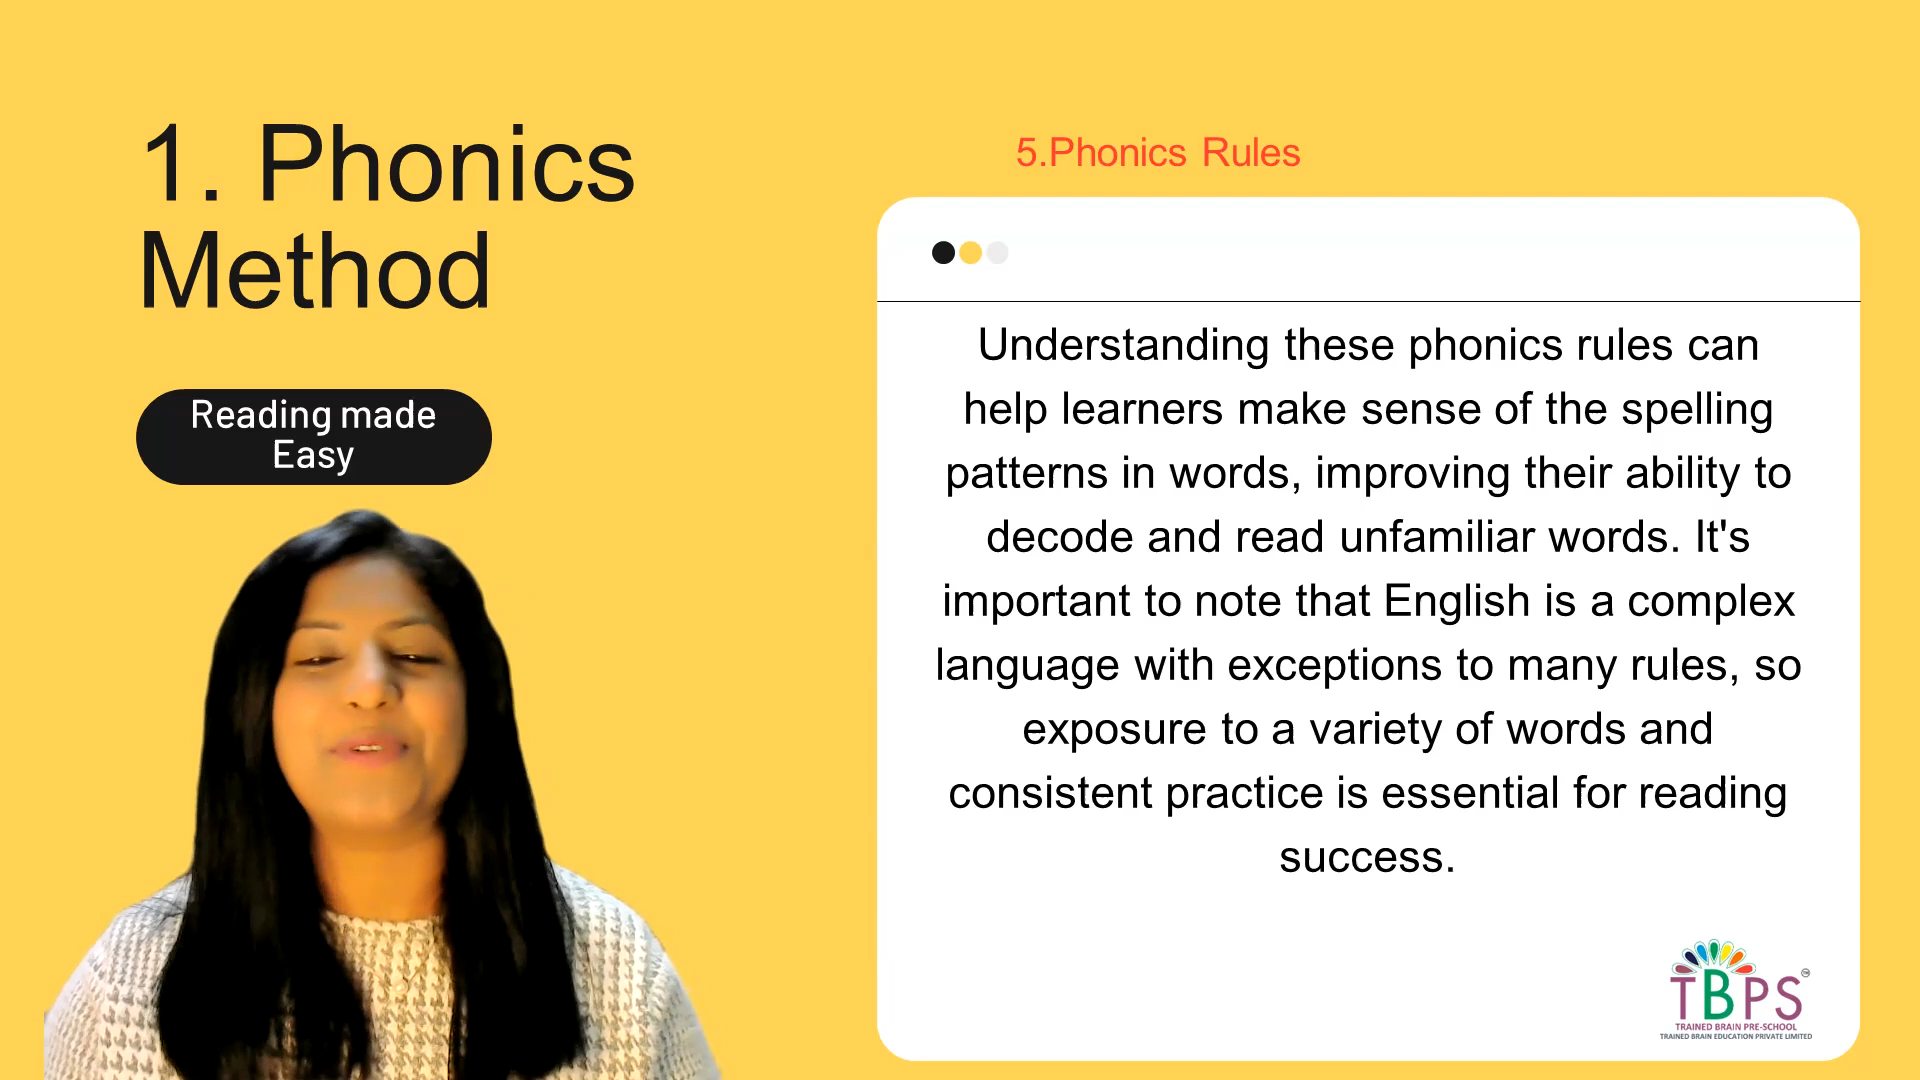 1. Phonics
Method
Reading made
Easy
5.Phonics Rules
Understanding these phonics rules can
help learners make sense of the spelling
patterns in words, improving their ability to
decode and read unfamiliar words. It's
important to note that English is a complex
language with exceptions to many rules, so
exposure to a variety of words and
consistent practice is essential for reading
success.
TBPS
TRAINED BRAIN PRE-SCHOOL
TRAINED BRAIN EDUCATION PRIVATE LIMITED